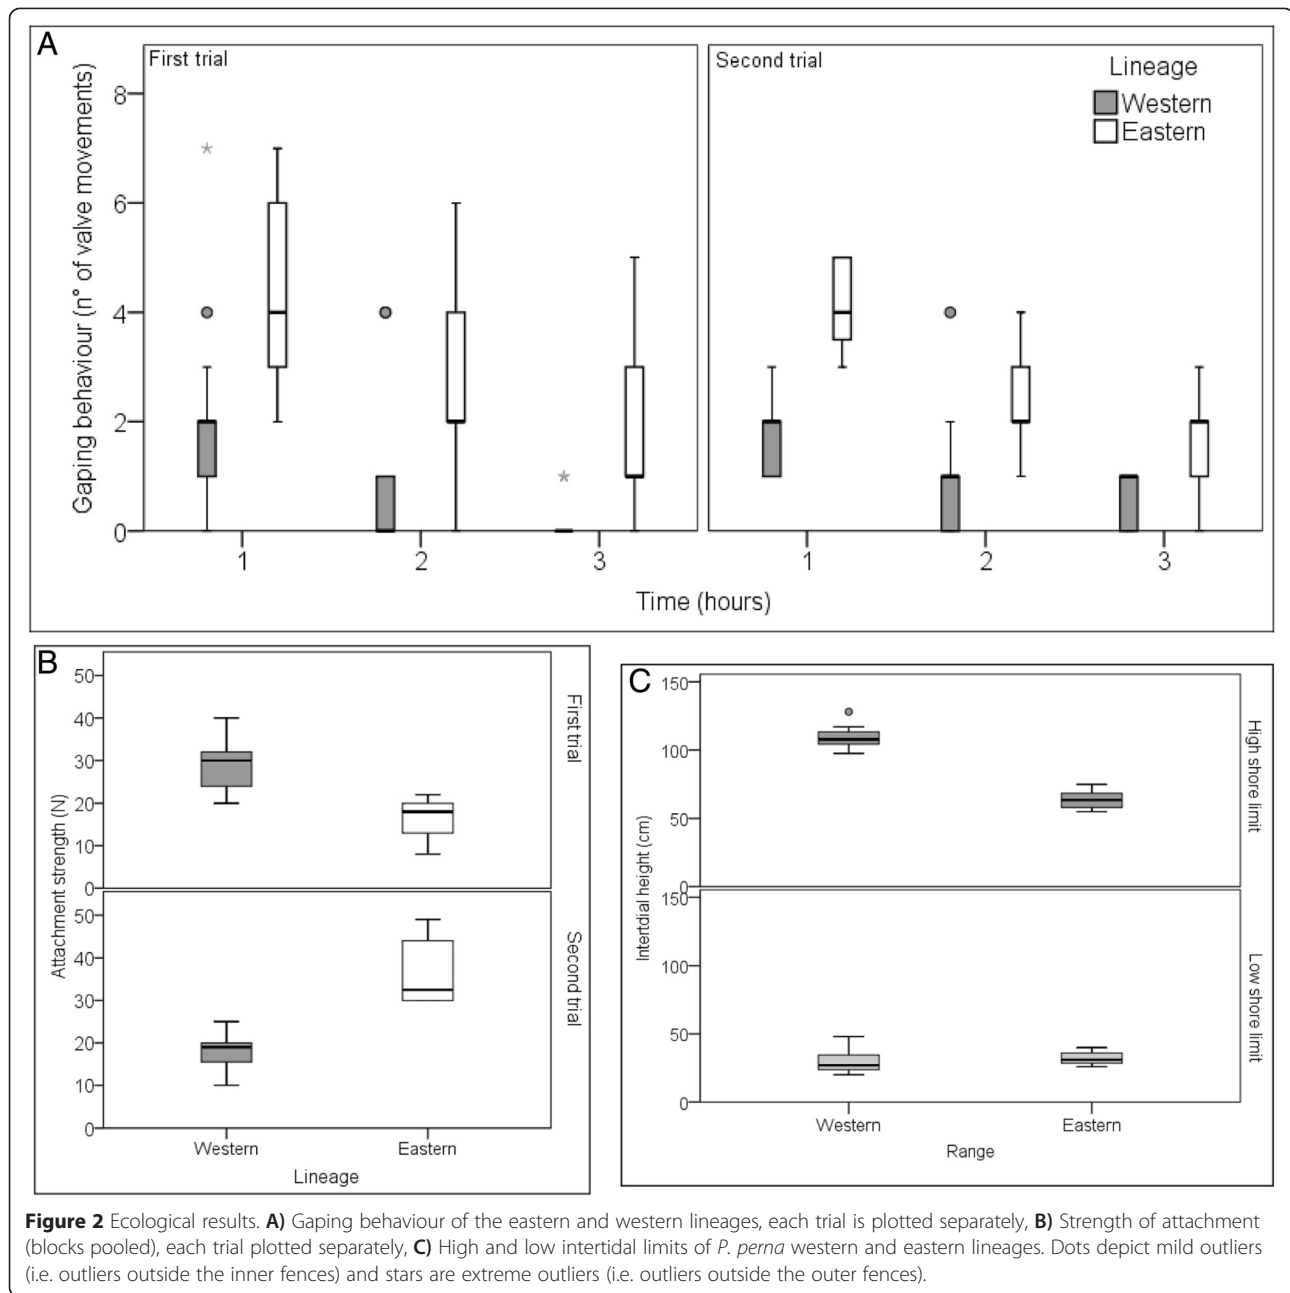 A
First trial
Second trial
Lineage
Western
Eastern
Gaping behaviour (n° of valve movements)
8
6
4
2
0
1
2
3
1
2
3
Time (hours)
B
50
40
30
20
10
0
First trial
Attachment strength (N)
50
40
30
20
10
0
Second trial
Western
Eastern
Lineage
C
150
100
50
0
High shore limit
Intertdial height (cm)
150
100
50
0
Low shore limit
Western
Eastern
Range
Figure 2 Ecological results. A) Gaping behaviour of the eastern and western lineages, each trial is plotted separately, B) Strength of attachment
(blocks pooled), each trial plotted separately, C) High and low intertidal limits of P. perna western and eastern lineages. Dots depict mild outliers
(i.e. outliers outside the inner fences) and stars are extreme outliers (i.e. outliers outside the outer fences).